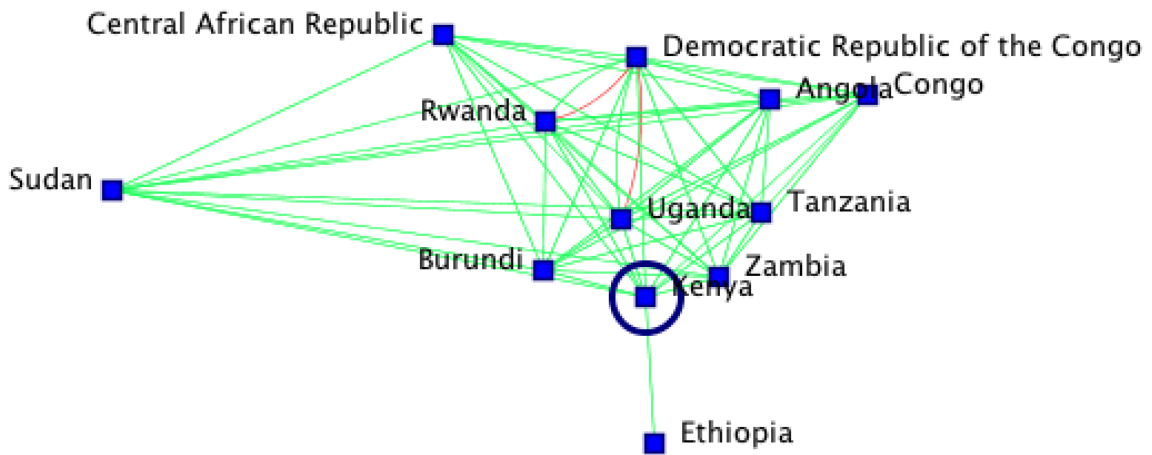 Central African Republic
Democratic Republic of the Congo
Angola
Congo
Rwanda
Sudan
Uganda
Tanzania
Burundi
Zambia
Kenya
Ethiopia